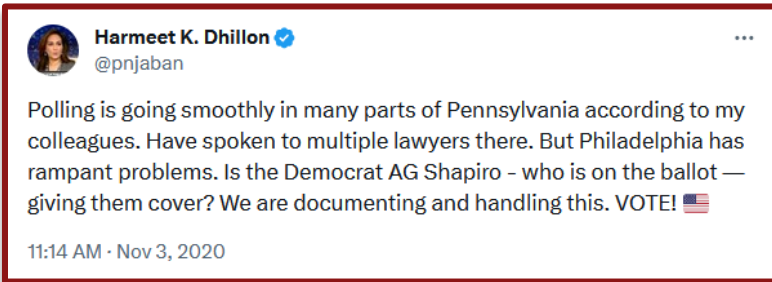 Harmeet K. Dhillon
@pnjaban
Polling is going smoothly in many parts of Pennsylvania according to my
colleagues. Have spoken to multiple lawyers there. But Philadelphia has
rampant problems. Is the Democrat AG Shapiro - who is on the ballot —
giving them cover? We are documenting and handling this. VOTE! 🇺🇸
11:14 AM · Nov 3, 2020